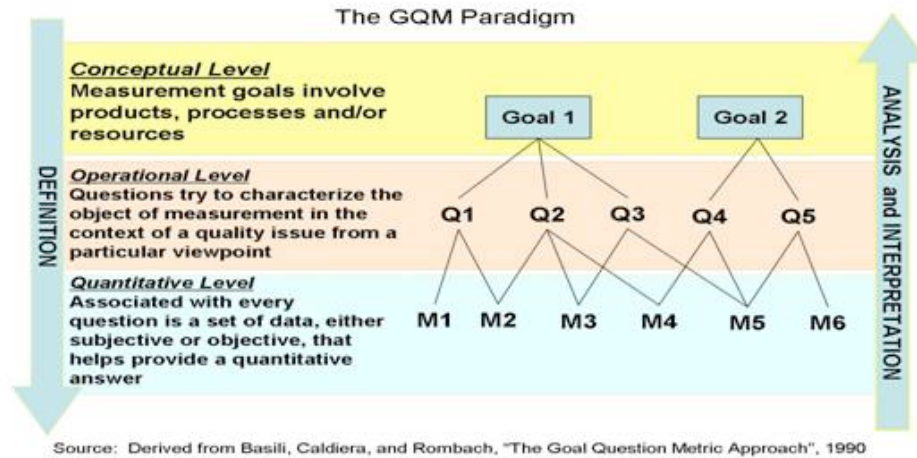 The GQM Paradigm
DEFINITION
Conceptual Level
Measurement goals involve
products, processes and/or
resources
Goal 1
Goal 2
Operational Level
Questions try to characterize the
object of measurement in the
context of a quality issue from a
particular viewpoint
Q1
Q2
Q3
Q4
Q5
Quantitative Level
Associated with every
question is a set of data, either
subjective or objective, that
helps provide a quantitative
answer
M1
M2
M3
M4
M5
M6
ANALYSIS and INTERPRETATION
Source: Derived from Basili, Caldiera, and Rombach, "The Goal Question Metric Approach", 1990